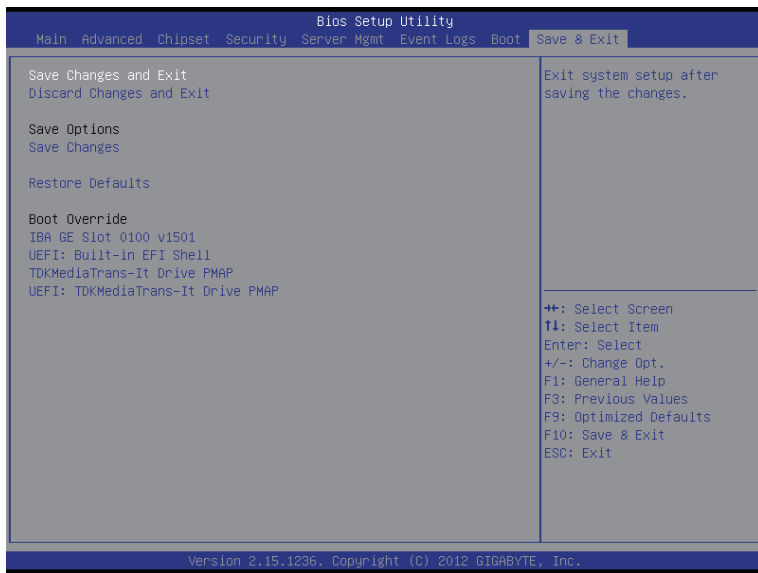 Bios Setup Utility
Main Advanced Chipset Security Server Mgmt Event Logs Boot Save & Exit
Save Changes and Exit
Discard Changes and Exit
Save Options
Save Changes
Restore Defaults
Boot Override
IBA GE Slot 0100 v1501
UEFI: Built-in EFI Shell
TDKMediaTrans-It Drive PMAP
UEFI: TDKMediaTrans-It Drive PMAP
Exit system setup after
saving the changes.
→←: Select Screen
↑↓: Select Item
Enter: Select
+/-: Change Opt.
F1: General Help
F3: Previous Values
F9: Optimized Defaults
F10: Save & Exit
ESC: Exit
Version 2.15.1236. Copyright (C) 2012 GIGABYTE, Inc.